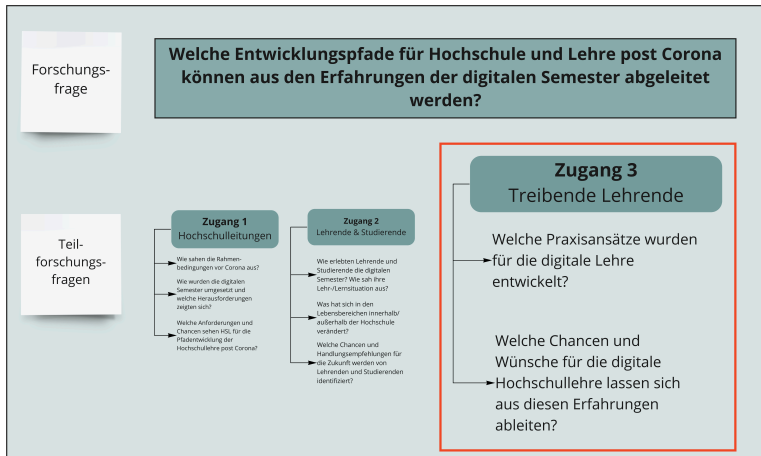 Forschungs-
frage
Welche Entwicklungspfade für Hochschule und Lehre post Corona
können aus den Erfahrungen der digitalen Semester abgeleitet
werden?
Teil-
forschungs-
fragen
Zugang 1
Hochschulleitungen
Wie sahen die Rahmen-
bedingungen vor Corona aus?
Wie wurden die digitalen
Semester umgesetzt und
welche Herausforderungen
zeigten sich?
Welche Anforderungen und
Chancen sehen HSL für die
Pfadentwicklung der
Hochschullehre post Corona?
Zugang 2
Lehrende & Studierende
Wie erlebten Lehrende und
Studierende die digitalen
Semester? Wie sah ihre
Lehr-/Lernsituation aus?
Was hat sich in den
Lebensbereichen innerhalb/
außerhalb der Hochschule
verändert?
Welche Chancen und
Handlungsempfehlungen für
die Zukunft werden von
Lehrenden und Studierenden
identifiziert?
Zugang 3
Treibende Lehrende
Welche Praxisansätze wurden
für die digitale Lehre
entwickelt?
Welche Chancen und
Wünsche für die digitale
Hochschullehre lassen sich
aus diesen Erfahrungen
ableiten?